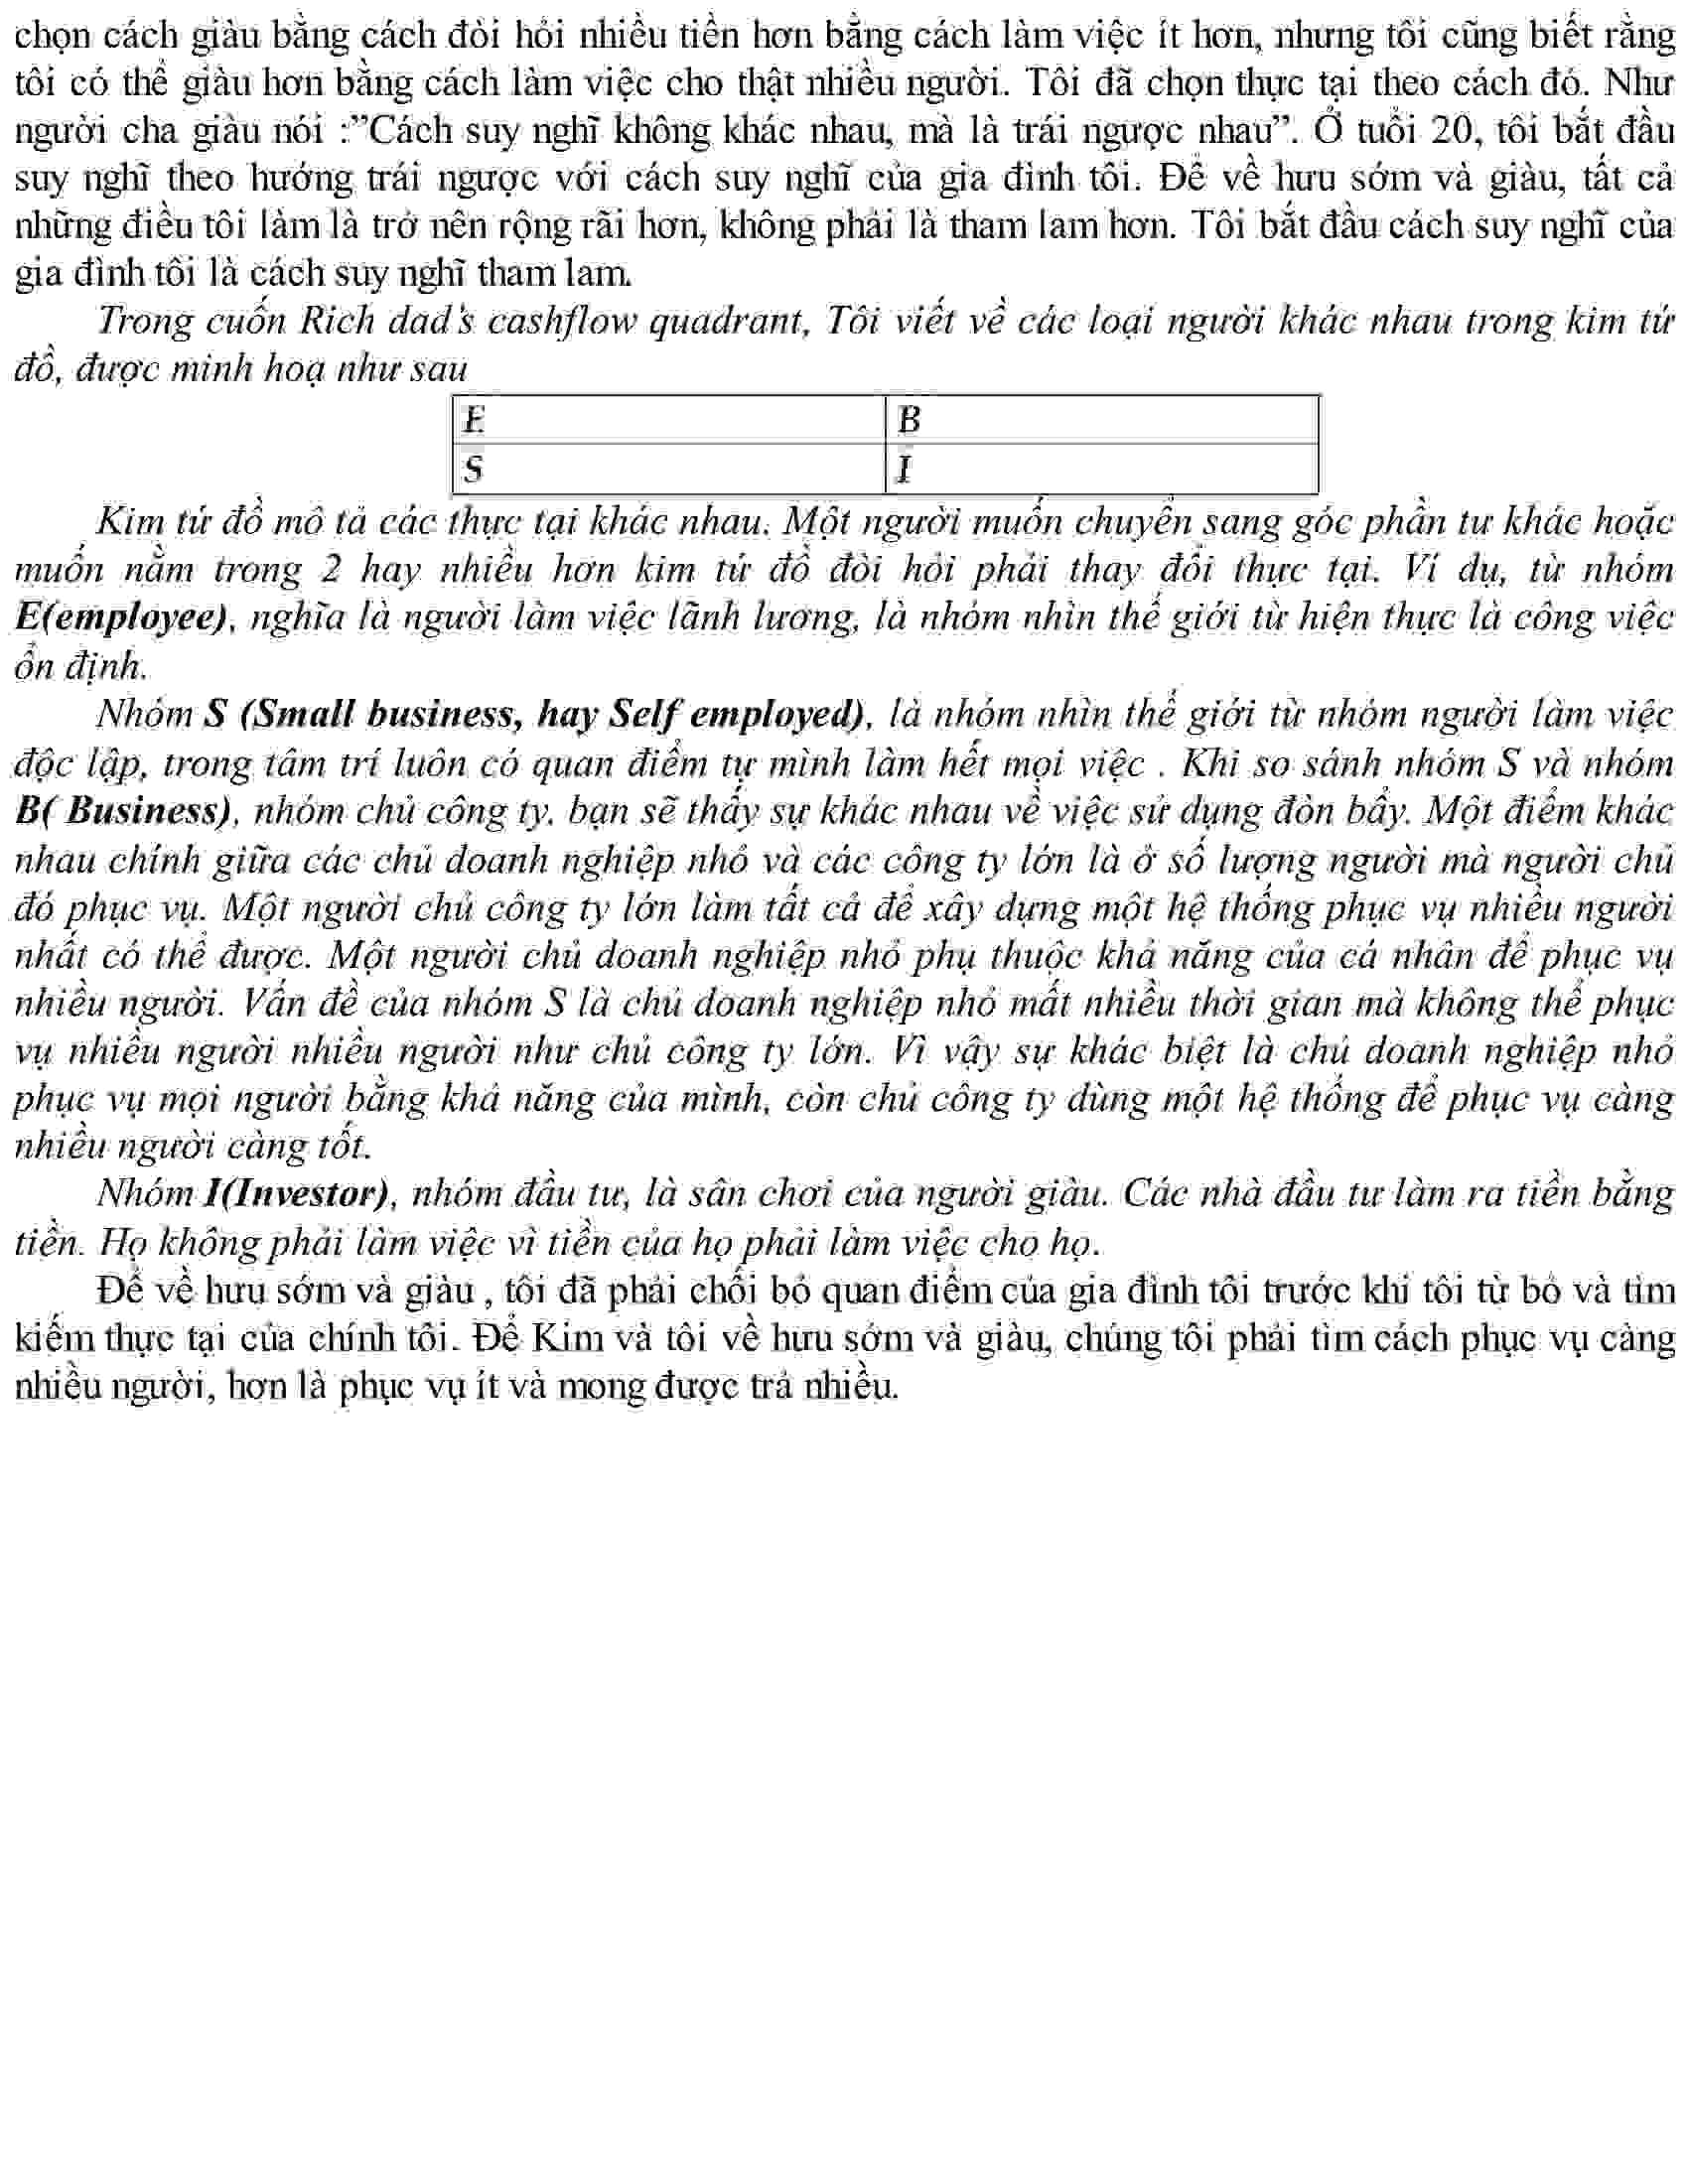 chọn cách giàu bằng cách đòi hỏi nhiều tiền hơn bằng cách làm việc ít hơn, nhưng tôi cũng biết rằng
tôi có thể giàu hơn bằng cách làm việc cho thật nhiều người. Tôi đã chọn thực tại theo cách đó. Như
người cha giàu nói :”Cách suy nghĩ không khác nhau, mà là trái ngược nhau”. Ở tuổi 20, tôi bắt đầu
suy nghĩ theo hướng trái ngược với cách suy nghĩ của gia đình tôi. Để về hưu sớm và giàu, tất cả
những điều tôi làm là trở nên rộng rãi hơn, không phải là tham lam hơn. Tôi bắt đầu cách suy nghĩ của
gia đình tôi là cách suy nghĩ tham lam.
Trong cuốn Rich dad's cashflow quadrant, Tôi viết về các loại người khác nhau trong kim tứ
đồ, được minh hoạ như sau
E B
S I
Kim tứ đồ mô tả các thực tại khác nhau. Một người muốn chuyển sang góc phần tư khác hoặc
muốn nằm trong 2 hay nhiều hơn kim tứ đồ đòi hỏi phải thay đổi thực tại. Ví dụ, từ nhóm
E(employee), nghĩa là người làm việc lãnh lương, là nhóm nhìn thế giới từ hiện thực là công việc
ổn định.
Nhóm S (Small business, hay Self employed), là nhóm nhìn thế giới từ nhóm người làm việc
độc lập, trong tâm trí luôn có quan điểm tự mình làm hết mọi việc . Khi so sánh nhóm S và nhóm
B( Business), nhóm chủ công ty, bạn sẽ thấy sự khác nhau về việc sử dụng đòn bẩy. Một điểm khác
nhau chính giữa các chủ doanh nghiệp nhỏ và các công ty lớn là ở số lượng người mà người chủ
đó phục vụ. Một người chủ công ty lớn làm tất cả để xây dựng một hệ thống phục vụ nhiều người
nhất có thể được. Một người chủ doanh nghiệp nhỏ phụ thuộc khả năng của cá nhân để phục vụ
nhiều người. Vấn đề của nhóm S là chủ doanh nghiệp nhỏ mất nhiều thời gian mà không thể phục
vụ nhiều người nhiều người như chủ công ty lớn. Vì vậy sự khác biệt là chủ doanh nghiệp nhỏ
phục vụ mọi người bằng khả năng của mình, còn chủ công ty dùng một hệ thống để phục vụ càng
nhiều người càng tốt.
Nhóm I(Investor), nhóm đầu tư, là sân chơi của người giàu. Các nhà đầu tư làm ra tiền bằng
tiền. Họ không phải làm việc vì tiền của họ phải làm việc cho họ.
Để về hưu sớm và giàu , tôi đã phải chối bỏ quan điểm của gia đình tôi trước khi tôi từ bỏ và tìm
kiếm thực tại của chính tôi. Để Kim và tôi về hưu sớm và giàu, chúng tôi phải tìm cách phục vụ càng
nhiều người, hơn là phục vụ ít và mong được trả nhiều.